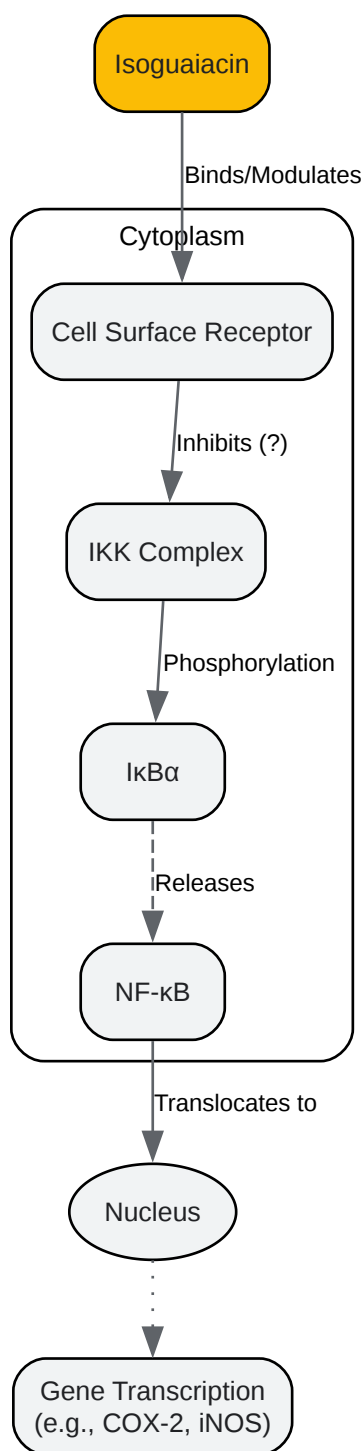 Isoguaiacin
Binds/Modulates
Cytoplasm
Cell Surface Receptor
Inhibits (?)
IKK Complex
Phosphorylation
IκBα
Releases
NF-κB
Translocates to
Nucleus
Gene Transcription
(e.g., COX-2, iNOS)